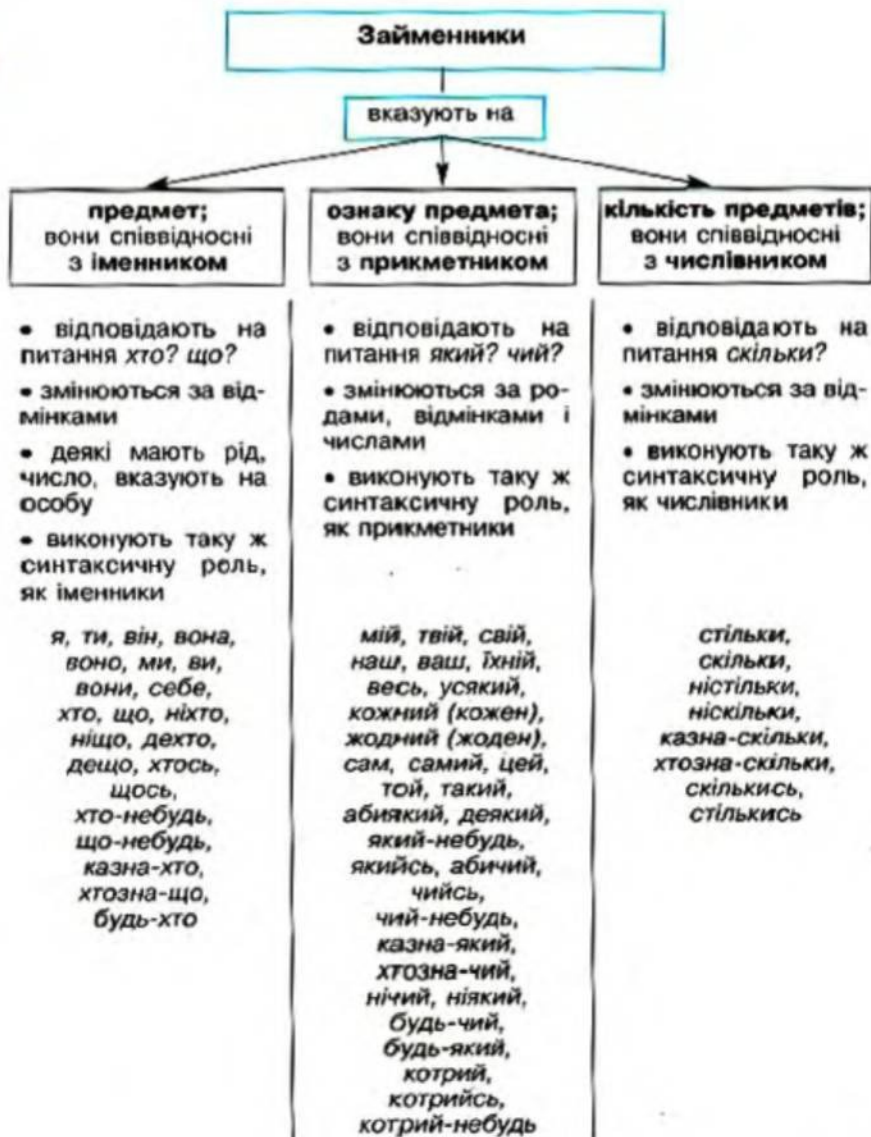 Займенники
вказують на
предмет;
вони співвідносні
з іменником
ознаку предмета;
вони співвідносні
з прикметником
кількість предметів;
вони співвідносні
з числівником
• відповідають на
питання хто? що?
• змінюються за від-
мінками
• деякі мають рід,
число, вказують на
особу
• виконують таку ж
синтаксичну роль,
як іменники
я, ти, він, вона,
воно, ми, ви,
вони, себе,
хто, що, ніхто,
ніщо, дехто,
дещо, хтось,
щось,
хто-небудь,
що-небудь,
казна-хто,
хтозна-що,
будь-хто
• відповідають на
питання який? чий?
• змінюються за ро-
дами, відмінками і
числами
• виконують таку ж
синтаксичну роль,
як прикметники
мій, твій, свій,
наш, ваш, їхній,
весь, усякий,
кожний (кожен),
жодний (жоден),
сам, самий, цей,
той, такий,
абиякий, деякий,
який-небудь,
якийсь, абичий,
чийсь,
чий-небудь,
казна-який,
хтозна-чий,
нічий, ніякий,
будь-чий,
будь-який,
котрий,
котрийсь,
котрий-небудь
• відповідають на
питання скільки?
• змінюються за від-
мінками
• виконують таку ж
синтаксичну роль,
як числівники
стільки,
скільки,
ністільки,
ніскільки,
казна-скільки,
хтозна-скільки,
скількись,
стількись